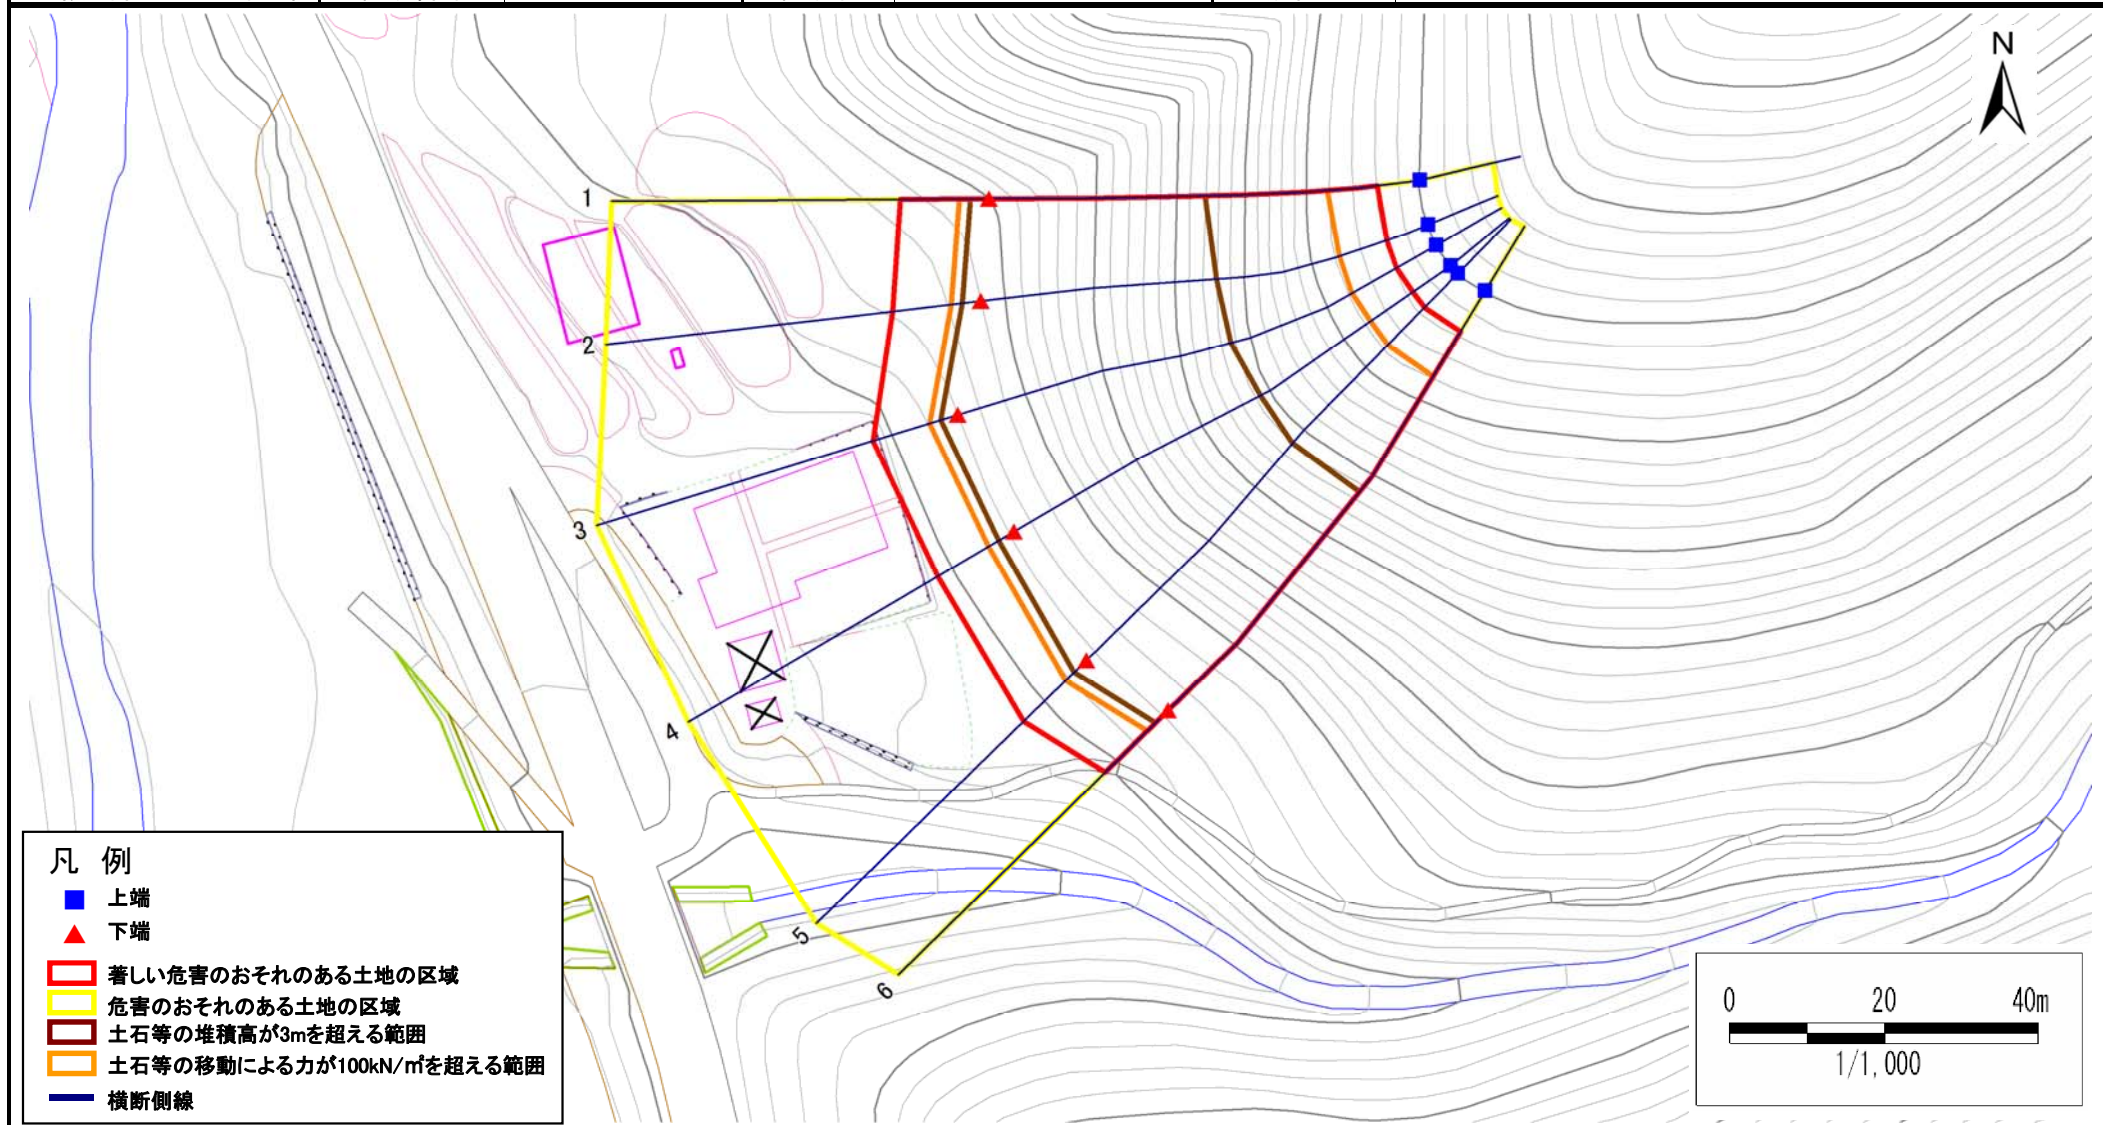 N
1
2
3
4
5
6
凡 例
上端
下端
著しい危害のおそれのある土地の区域
危害のおそれのある土地の区域
土石等の堆積高が3mを超える範囲
土石等の移動による力が100kN/㎡を超える範囲
横断側線
0 20 40m
1/1,000